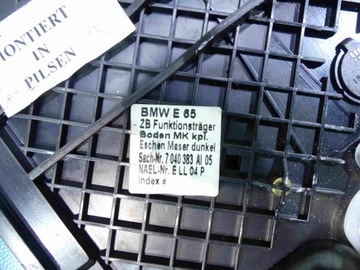 MONTIERT
IN
PILSEN
BMW E 65
ZB Funktionsträger
Boden MK kpl.
Eschen Maser dunkel
Sach-Nr. 7 040 383 AI 05
NAEL-Nr. E LL 04 P
Index e